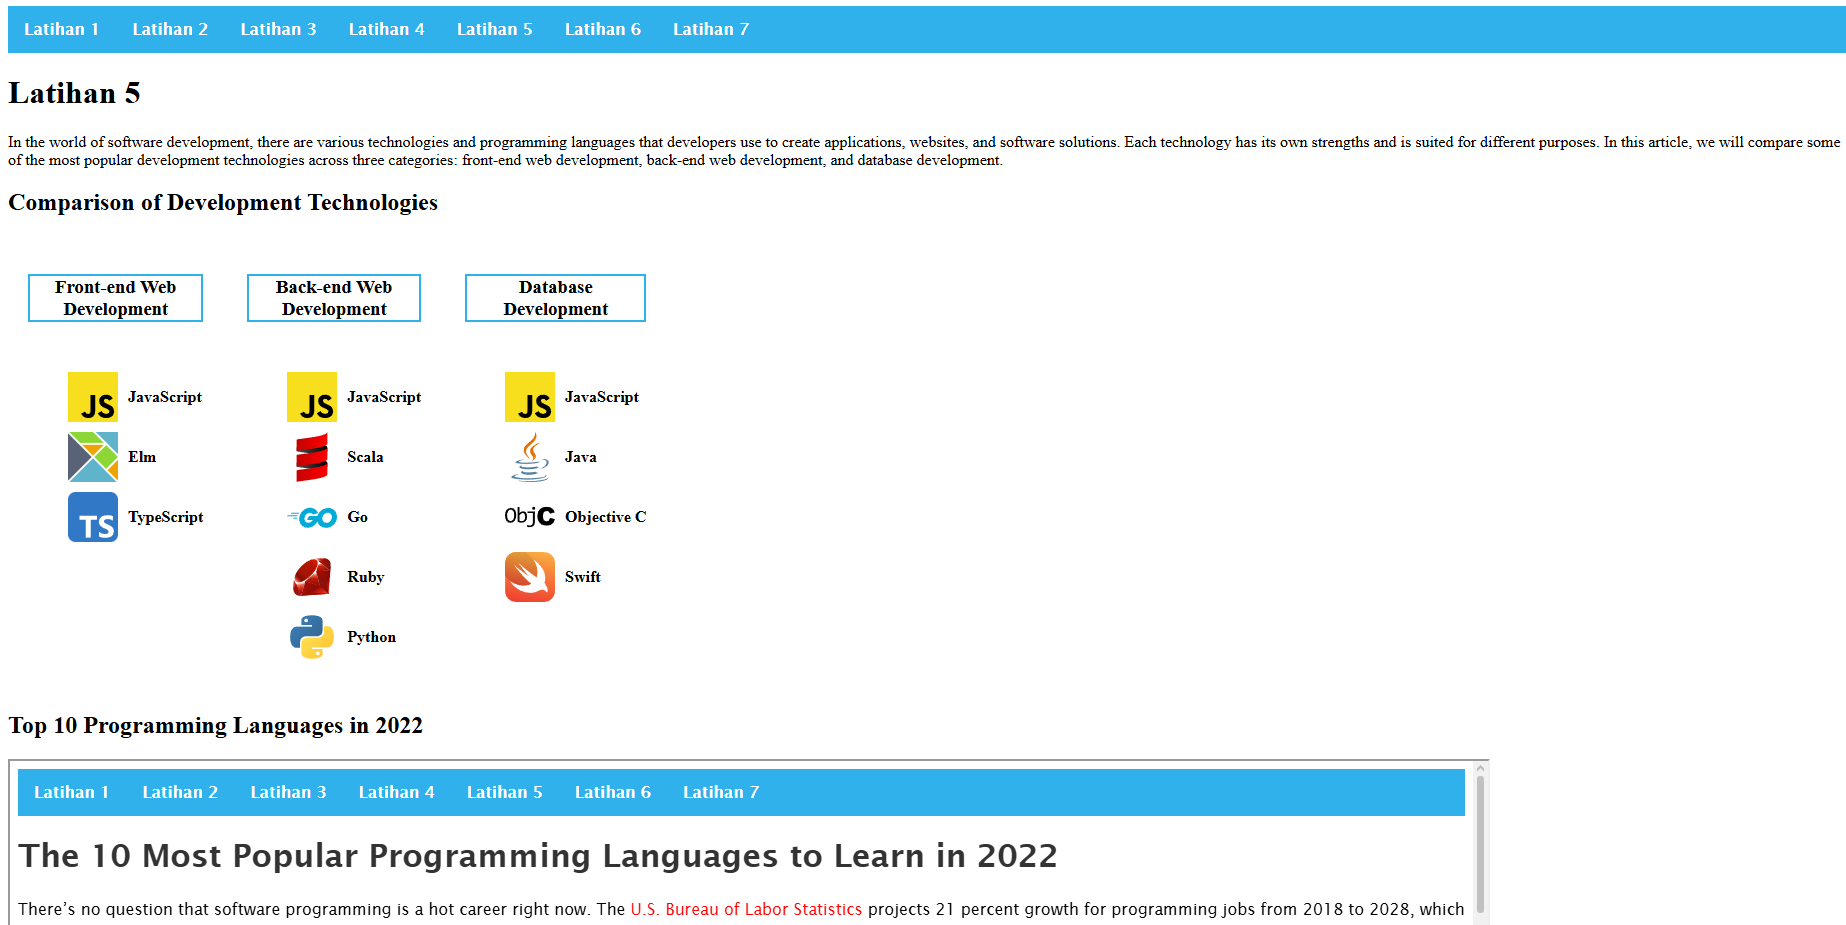 Latihan 1 Latihan 2 Latihan 3 Latihan 4 Latihan 5 Latihan 6 Latihan 7
Latihan 5
In the world of software development, there are various technologies and programming languages that developers use to create applications, websites, and software solutions. Each technology has its own strengths and is suited for different purposes. In this article, we will compare some
of the most popular development technologies across three categories: front-end web development, back-end web development, and database development.
Comparison of Development Technologies
Front-end Web
Development
JS JavaScript
Elm
TS TypeScript
Back-end Web
Development
JS JavaScript
Scala
GO Go
Ruby
Python
Database
Development
JS JavaScript
Java
ObjC Objective C
Swift
Top 10 Programming Languages in 2022
Latihan 1 Latihan 2 Latihan 3 Latihan 4 Latihan 5 Latihan 6 Latihan 7
The 10 Most Popular Programming Languages to Learn in 2022
There’s no question that software programming is a hot career right now. The U.S. Bureau of Labor Statistics projects 21 percent growth for programming jobs from 2018 to 2028, which